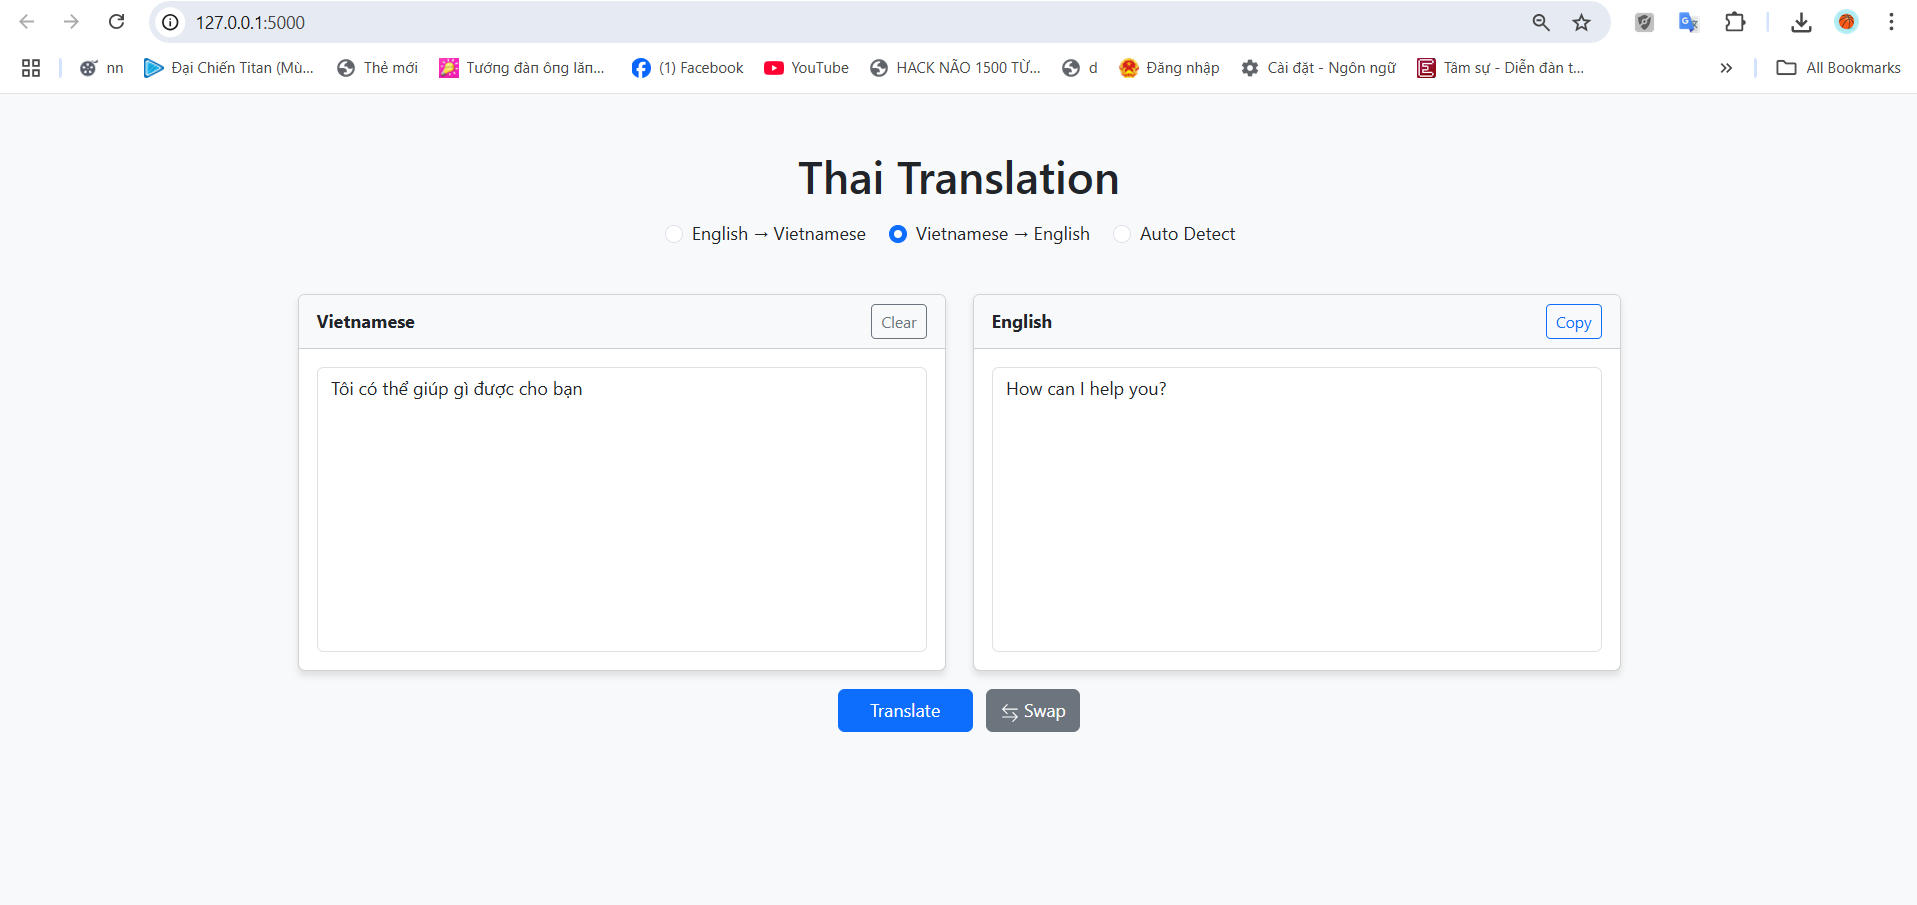 127.0.0.1:5000
nn
Đại Chiến Titan (Mù...
Thẻ mới
Tướng đàn ông lăn...
(1) Facebook
YouTube
HACK NÃO 1500 TỪ...
d
Đăng nhập
Cài đặt - Ngôn ngữ
Tâm sự - Diễn đàn t...
All Bookmarks
Thai Translation
English → Vietnamese
Vietnamese → English
Auto Detect
Vietnamese
Clear
English
Copy
Tôi có thể giúp gì được cho bạn
How can I help you?
Translate
Swap